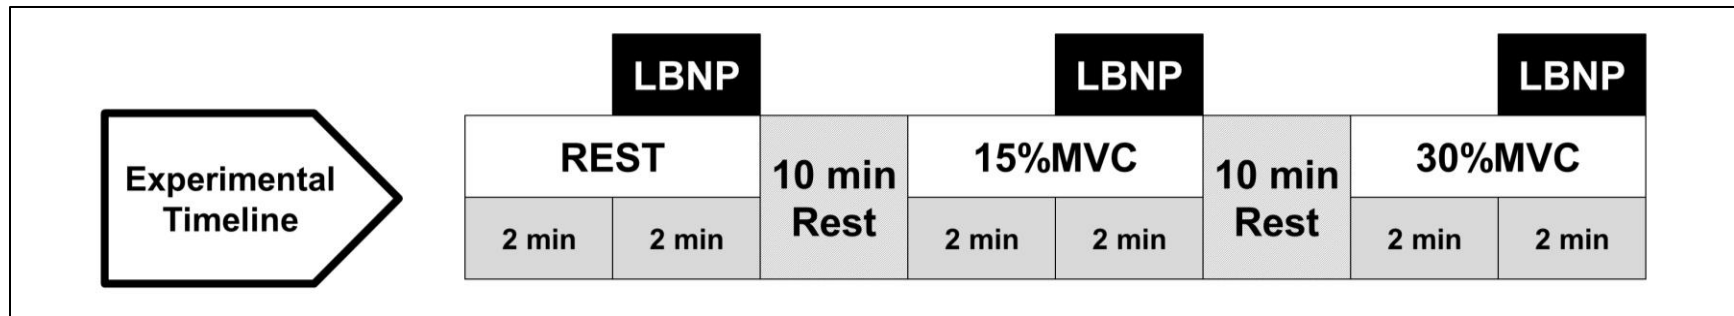 Experimental
Timeline
LBNP
LBNP
LBNP
REST
10 min
Rest
15%MVC
10 min
Rest
30%MVC
2 min
2 min
2 min
2 min
2 min
2 min